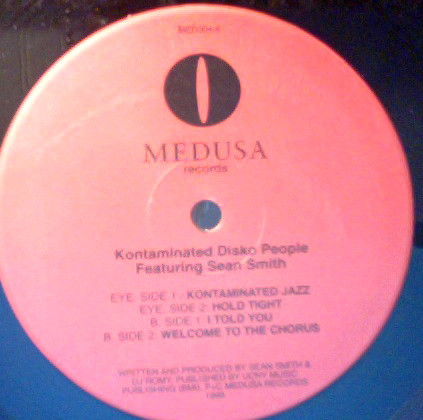 MEDUSA
records
Kontaminated Disko People
Featuring Sean Smith
EYE. SIDE 1: KONTAMINATED JAZZ
EYE. SIDE 2: HOLD TIGHT
B. SIDE 1: I TOLD YOU
B. SIDE 2: WELCOME TO THE CHORUS
WRITTEN AND PRODUCED BY SEAN SMITH &
DJ ROMY. PUBLISHED BY MUSIC
PUBLISHING (BMI). P+C MEDUSA RECORDS